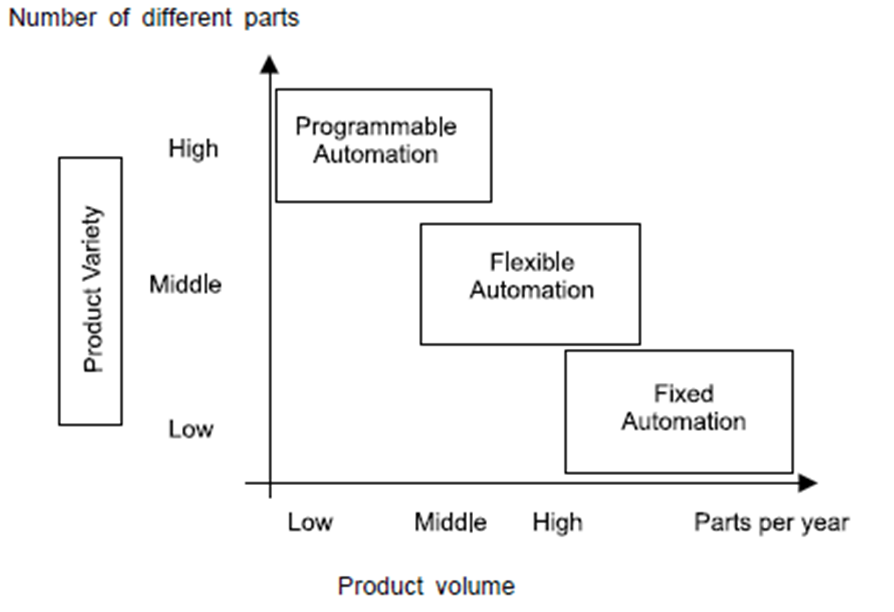 Number of different parts
Programmable
Automation
High
Flexible
Automation
Middle
Product Variety
Fixed
Automation
Low
Low Middle High Parts per year
Product volume